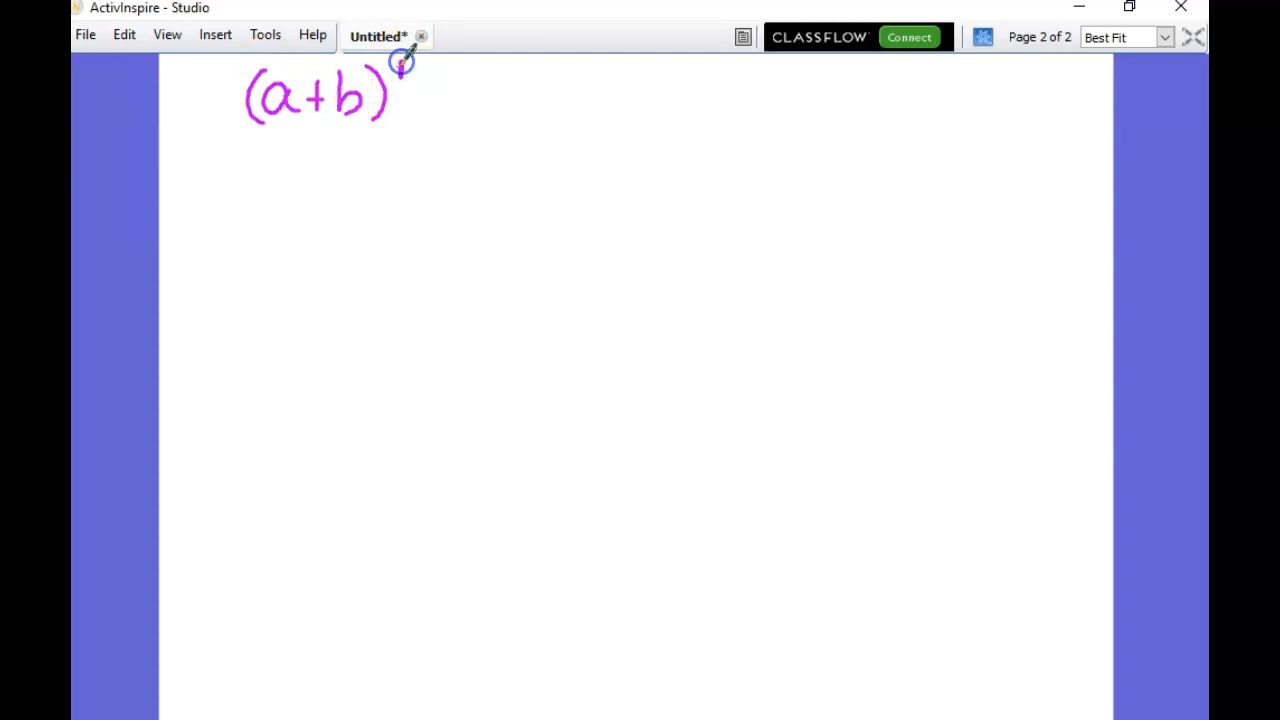 ActivInspire - Studio
File Edit View Insert Tools Help Untitled* CLASSFLOW Connect Page 2 of 2 Best Fit
(a+b)